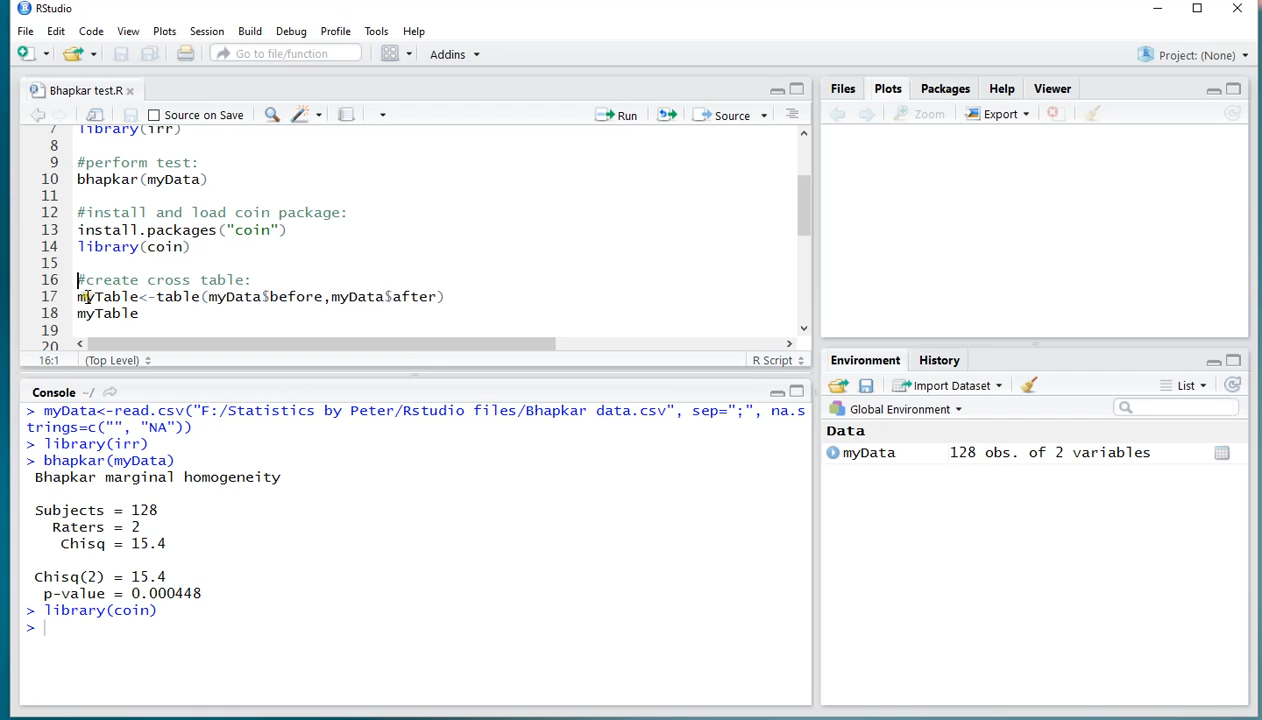 RStudio
File Edit Code View Plots Session Build Debug Profile Tools Help
Go to file/function Addins Project: (None)
Bhapkar test.R
Source on Save Run Source
7 library(irr)
8
9 #perform test:
10 bhapkar(myData)
11
12 #install and load coin package:
13 install.packages("coin")
14 library(coin)
15
16 #create cross table:
17 myTable<-table(myData$before,myData$after)
18 myTable
19
20
16:1 (Top Level) R Script
Console ~/
> myData<-read.csv("F:/Statistics by Peter/Rstudio files/Bhapkar data.csv", sep=";", na.s
trings=c("", "NA"))
> library(irr)
> bhapkar(myData)
Bhapkar marginal homogeneity
Subjects = 128
Raters = 2
Chisq = 15.4
Chisq(2) = 15.4
p-value = 0.000448
> library(coin)
>
Files Plots Packages Help Viewer
Zoom Export
Environment History
Import Dataset List
Global Environment
Data
myData 128 obs. of 2 variables